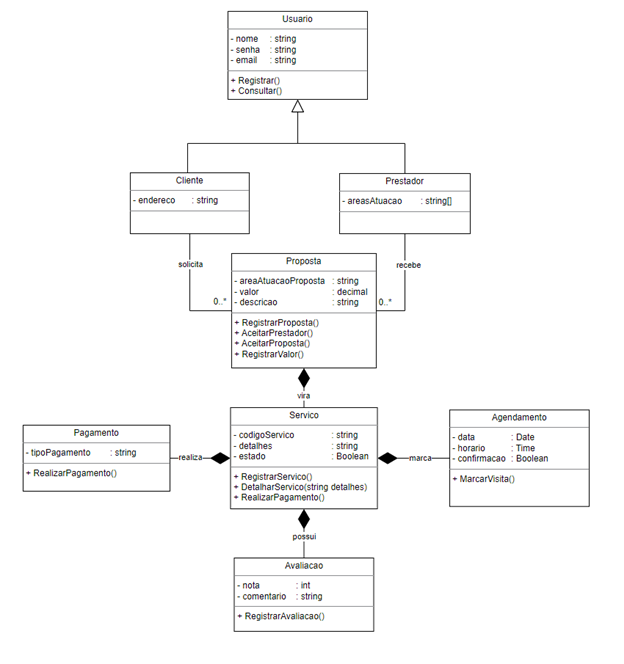 Usuario
- nome : string
- senha : string
- email : string
+ Registrar()
+ Consultar()
Cliente
- endereco : string
Prestador
- areasAtuacao : string[]
solicita
recebe
0..*
0..*
Proposta
- areaAtuacaoProposta : string
- valor : decimal
- descricao : string
+ RegistrarProposta()
+ AceitarPrestador()
+ AceitarProposta()
+ RegistrarValor()
vira
Pagamento
- tipoPagamento : string
+ RealizarPagamento()
realiza
Servico
- codigoServico : string
- detalhes : string
- estado : Boolean
+ RegistrarServico()
+ DetalharServico(string detalhes)
+ RealizarPagamento()
marca
Agendamento
- data : Date
- horario : Time
- confirmacao : Boolean
+ MarcarVisita()
possui
Avaliacao
- nota : int
- comentario : string
+ RegistrarAvaliacao()